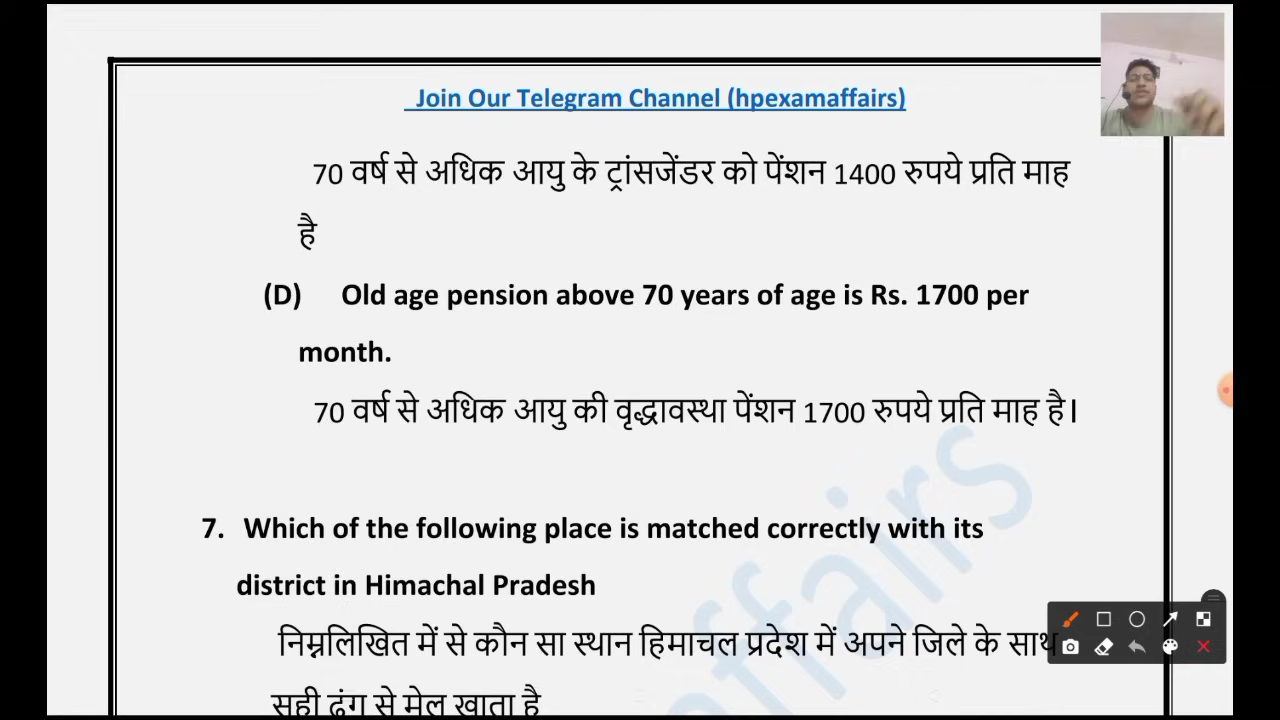 Join Our Telegram Channel (hpexamaffairs)
70 वर्ष से अधिक आयु के ट्रांसजेंडर को पेंशन 1400 रुपये प्रति माह
है
(D) Old age pension above 70 years of age is Rs. 1700 per
month.
70 वर्ष से अधिक आयु की वृद्धावस्था पेंशन 1700 रुपये प्रति माह है।
7. Which of the following place is matched correctly with its
district in Himachal Pradesh
निम्नलिखित में से कौन सा स्थान हिमाचल प्रदेश में अपने जिले के साथ
सही ढंग से मेल खाता है
affairs